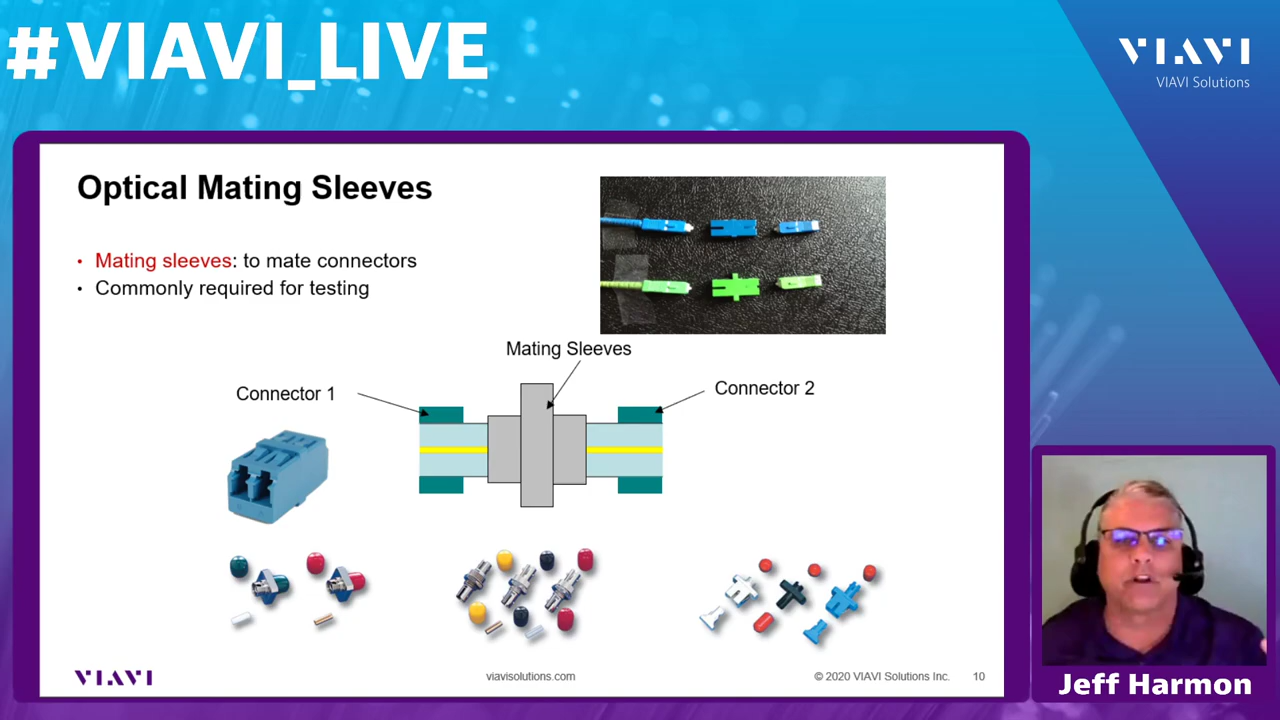 #VIAVI_LIVE
VIAVI
VIAVI Solutions
Optical Mating Sleeves
• Mating sleeves: to mate connectors
• Commonly required for testing
Mating Sleeves
Connector 1
Connector 2
VIAVI
viavisolutions.com
© 2020 VIAVI Solutions Inc.
10
Jeff Harmon